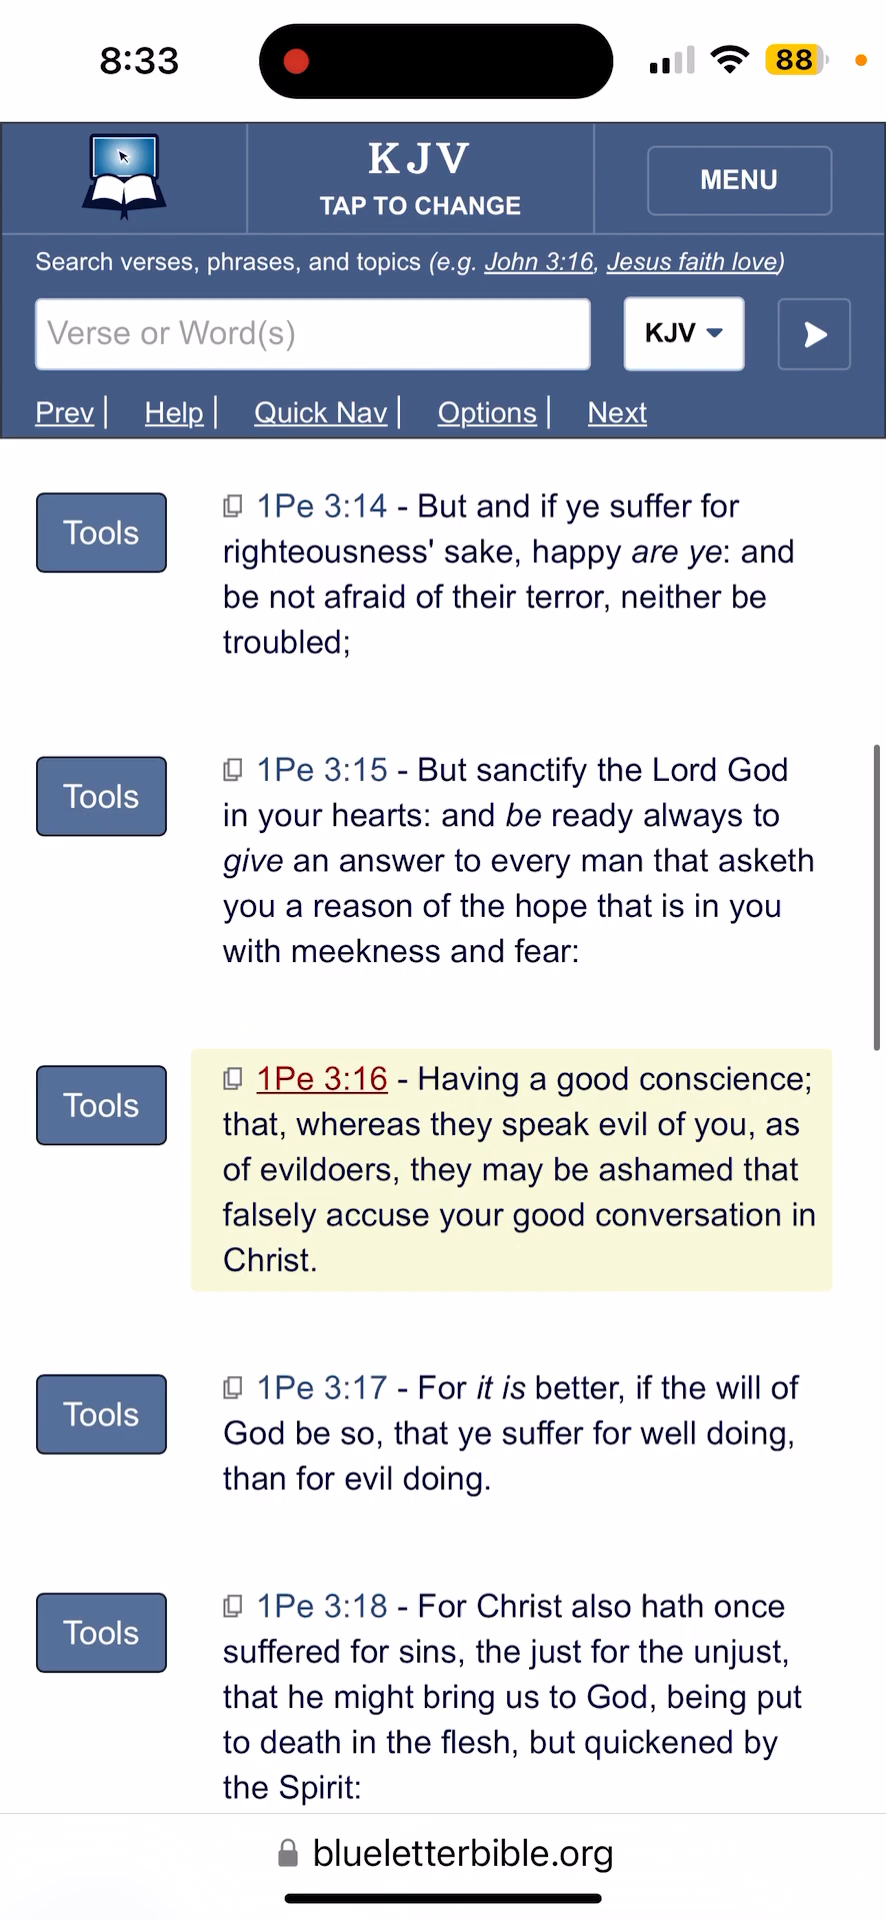 8:33
88
KJV
TAP TO CHANGE
MENU
Search verses, phrases, and topics (e.g. John 3:16, Jesus faith love)
Verse or Word(s)
KJV
Prev | Help | Quick Nav | Options | Next
Tools
1Pe 3:14 - But and if ye suffer for
righteousness' sake, happy are ye: and
be not afraid of their terror, neither be
troubled;
Tools
1Pe 3:15 - But sanctify the Lord God
in your hearts: and be ready always to
give an answer to every man that asketh
you a reason of the hope that is in you
with meekness and fear:
Tools
1Pe 3:16 - Having a good conscience;
that, whereas they speak evil of you, as
of evildoers, they may be ashamed that
falsely accuse your good conversation in
Christ.
Tools
1Pe 3:17 - For it is better, if the will of
God be so, that ye suffer for well doing,
than for evil doing.
Tools
1Pe 3:18 - For Christ also hath once
suffered for sins, the just for the unjust,
that he might bring us to God, being put
to death in the flesh, but quickened by
the Spirit:
blueletterbible.org